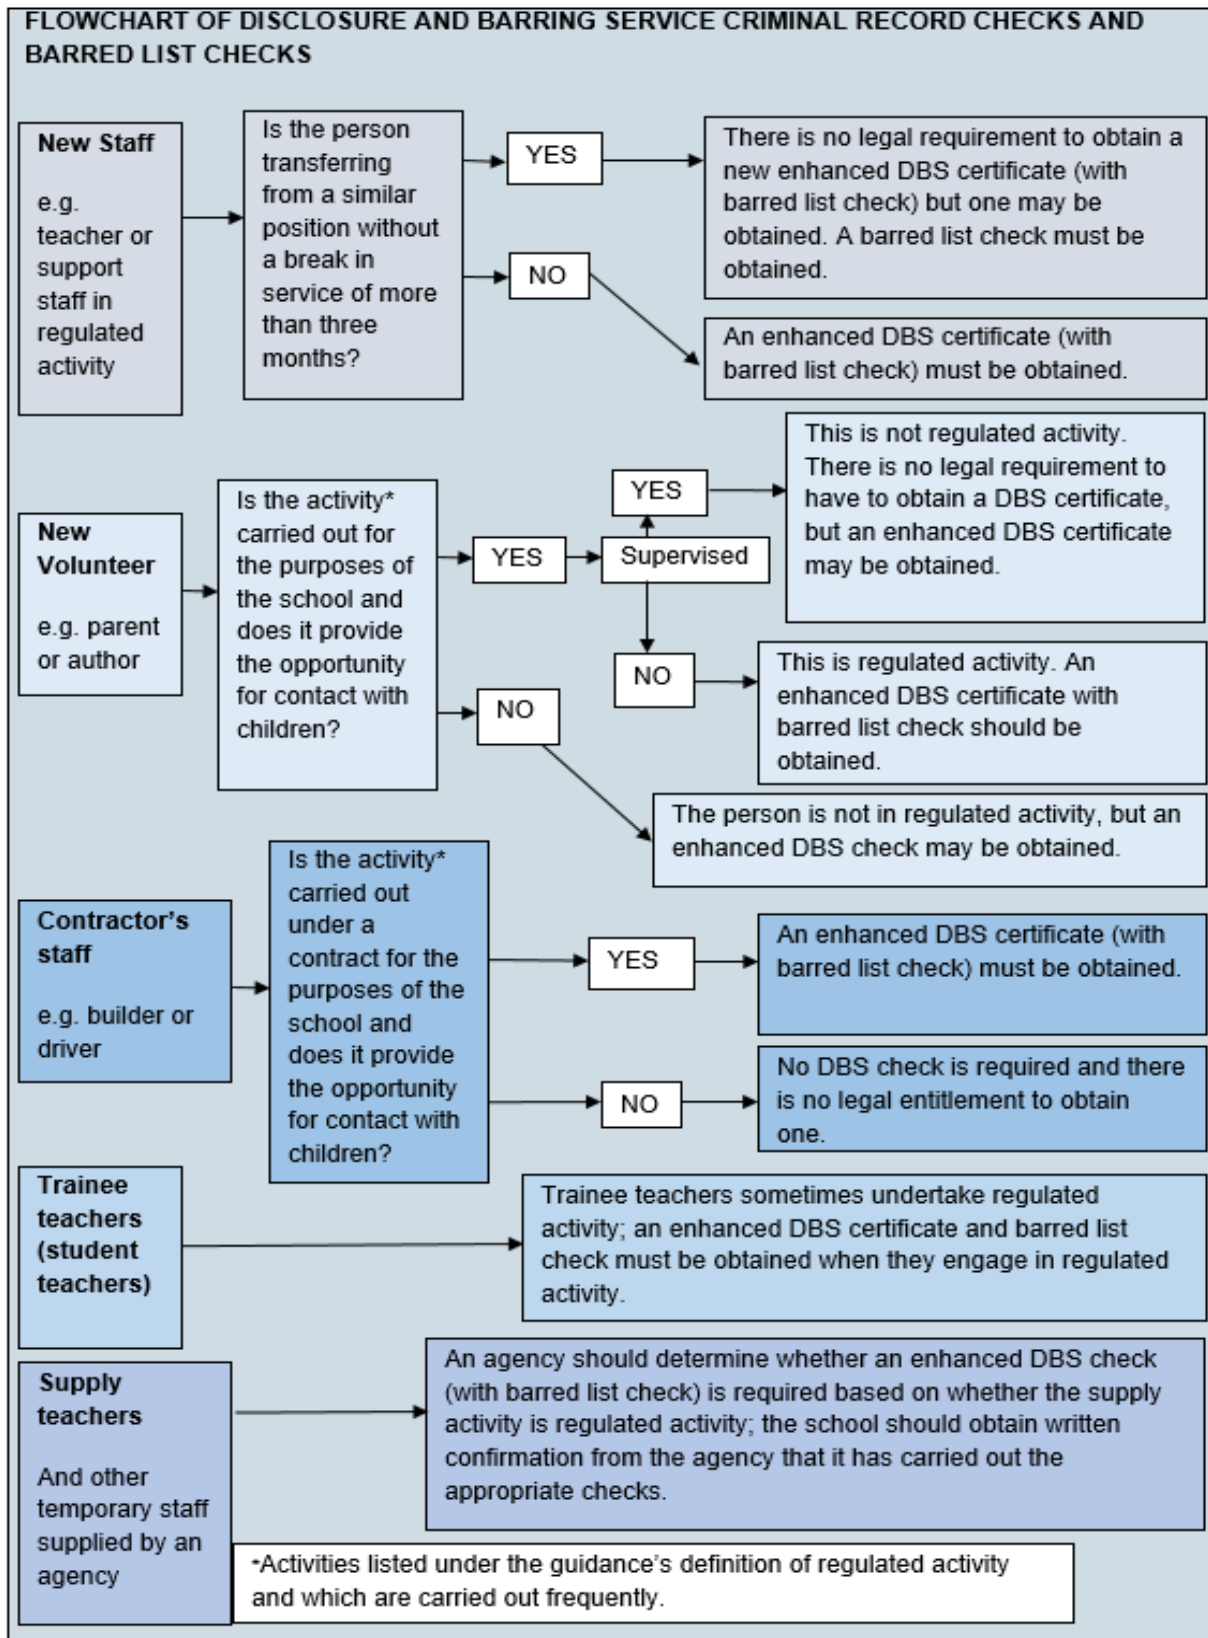 FLOWCHART OF DISCLOSURE AND BARRING SERVICE CRIMINAL RECORD CHECKS AND
BARRED LIST CHECKS
New Staff
e.g.
teacher or
support
staff in
regulated
activity
Is the person
transferring
from a similar
position without
a break in
service of more
than three
months?
YES
There is no legal requirement to obtain a
new enhanced DBS certificate (with
barred list check) but one may be
obtained. A barred list check must be
obtained.
NO
An enhanced DBS certificate (with
barred list check) must be obtained.
New
Volunteer
e.g. parent
or author
Is the activity*
carried out for
the purposes of
the school and
does it provide
the opportunity
for contact with
children?
YES
Supervised
YES
This is not regulated activity.
There is no legal requirement to
have to obtain a DBS certificate,
but an enhanced DBS certificate
may be obtained.
NO
This is regulated activity. An
enhanced DBS certificate with
barred list check should be
obtained.
NO
The person is not in regulated activity, but an
enhanced DBS check may be obtained.
Contractor's
staff
e.g. builder or
driver
Is the activity*
carried out
under a
contract for the
purposes of the
school and
does it provide
the opportunity
for contact with
children?
YES
An enhanced DBS certificate (with
barred list check) must be obtained.
NO
No DBS check is required and there
is no legal entitlement to obtain
one.
Trainee
teachers
(student
teachers)
Trainee teachers sometimes undertake regulated
activity; an enhanced DBS certificate and barred list
check must be obtained when they engage in regulated
activity.
Supply
teachers
And other
temporary staff
supplied by an
agency
An agency should determine whether an enhanced DBS check
(with barred list check) is required based on whether the supply
activity is regulated activity; the school should obtain written
confirmation from the agency that it has carried out the
appropriate checks.
*Activities listed under the guidance's definition of regulated activity
and which are carried out frequently.